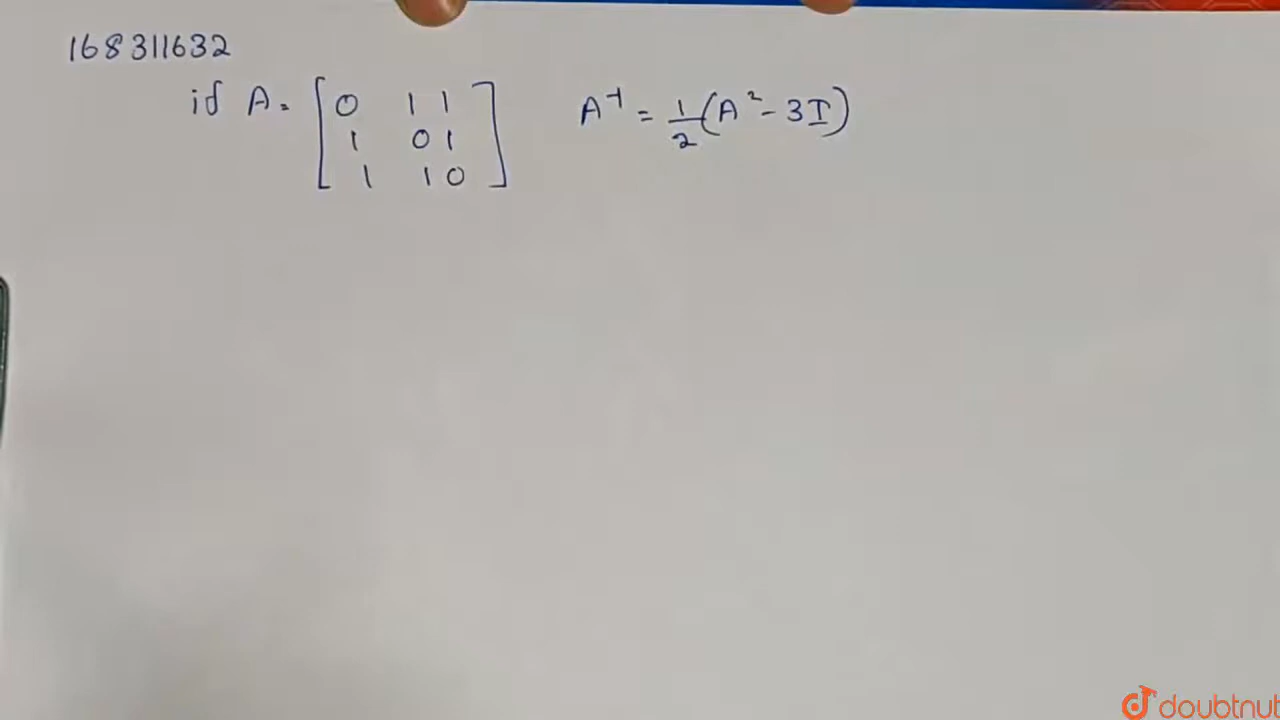 168311632
if A = [0 1 1 A⁻¹ = 1/2 (A² - 3I)
1 0 1
1 1 0]
doubtnut